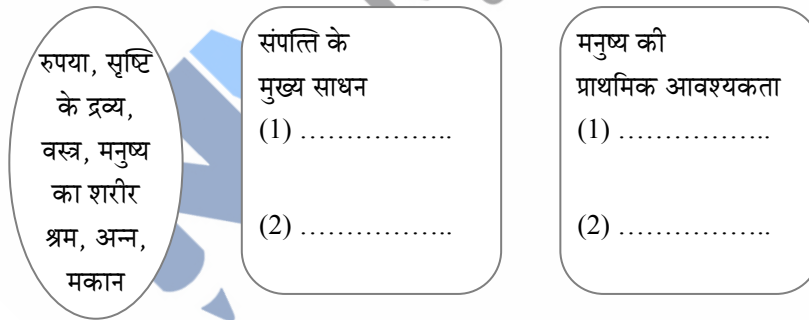 रुपया, सृष्टि
के द्रव्य,
वस्त्र, मनुष्य
का शरीर
श्रम, अन्न,
मकान
संपत्ति के
मुख्य साधन
(1) ……………..
(2) ……………..
मनुष्य की
प्राथमिक आवश्यकता
(1) ……………..
(2) ……………..